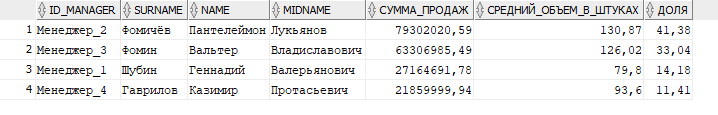 ID_MANAGER SURNAME NAME MIDNAME СУММА_ПРОДАЖ СРЕДНИЙ_ОБЪЕМ_В_ШТУКАХ ДОЛЯ
1 Менеджер_2 Фомичёв Пантелеймон Лукьянов 79302020,59 130,87 41,38
2 Менеджер_3 Фомин Вальтер Владиславович 63306985,49 126,02 33,04
3 Менеджер_1 Шубин Геннадий Валерьянович 27164691,78 79,8 14,18
4 Менеджер_4 Гаврилов Казимир Протасьевич 21859999,94 93,6 11,41